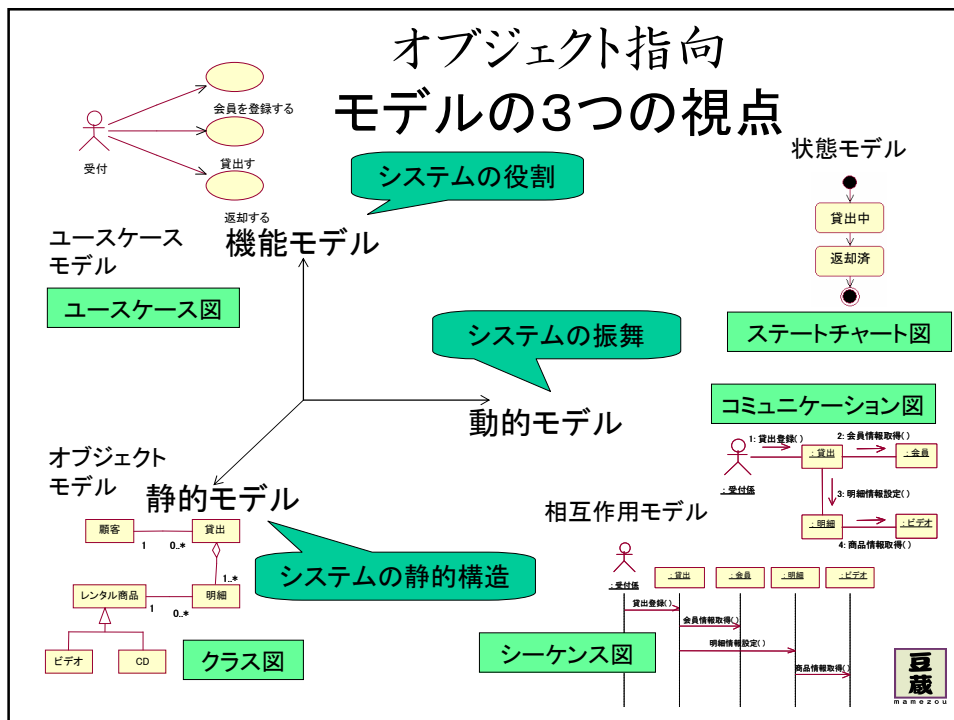 オブジェクト指向
モデルの3つの視点
会員を登録する
貸出す
返却する
受付
システムの役割
ユースケース
モデル
機能モデル
ユースケース図
状態モデル
貸出中
返却済
ステートチャート図
システムの振舞
動的モデル
コミュニケーション図
1: 貸出登録()
2: 会員情報取得()
: 貸出
: 会員
: 受付係
3: 明細情報設定()
: 明細
: ビデオ
4: 商品情報取得()
オブジェクト
モデル
静的モデル
顧客
1
0..*
貸出
1..*
レンタル商品
1
0..*
明細
ビデオ
CD
クラス図
システムの静的構造
相互作用モデル
: 受付係
: 貸出
: 会員
: 明細
: ビデオ
貸出登録()
会員情報取得()
明細情報設定()
商品情報取得()
シーケンス図
豆
蔵
mamezou